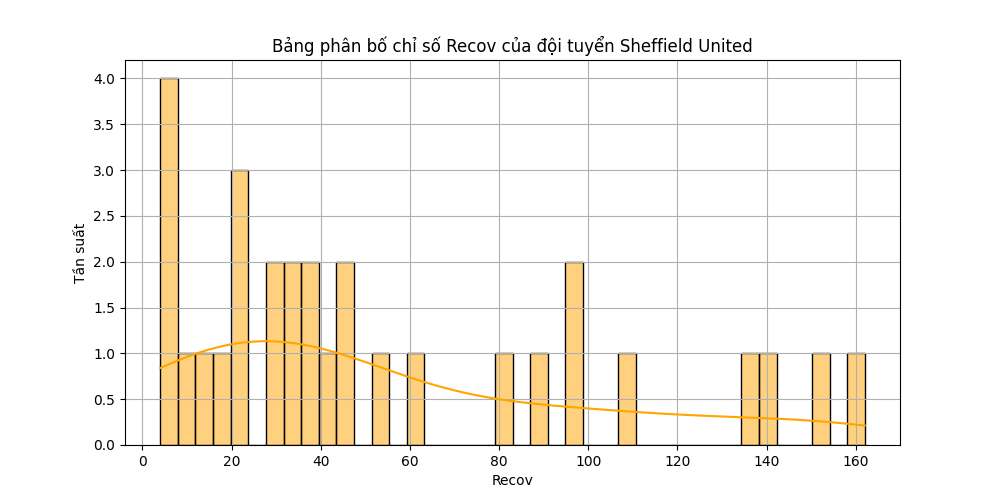 Bảng phân bố chỉ số Recov của đội tuyển Sheffield United
4.0
3.5
3.0
2.5
2.0
1.5
1.0
0.5
0.0
Tần suất
0 20 40 60 80 100 120 140 160
Recov